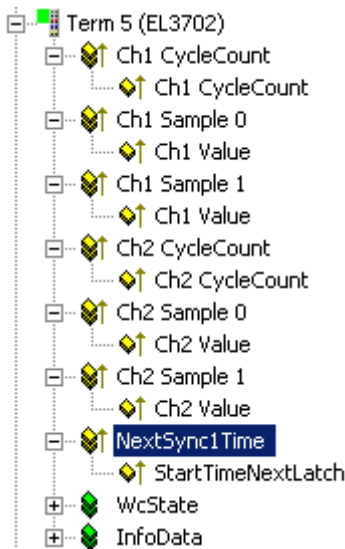 Term 5 (EL3702)
Ch1 CycleCount
Ch1 CycleCount
Ch1 Sample 0
Ch1 Value
Ch1 Sample 1
Ch1 Value
Ch2 CycleCount
Ch2 CycleCount
Ch2 Sample 0
Ch2 Value
Ch2 Sample 1
Ch2 Value
NextSync1Time
StartTimeNextLatch
WcState
InfoData